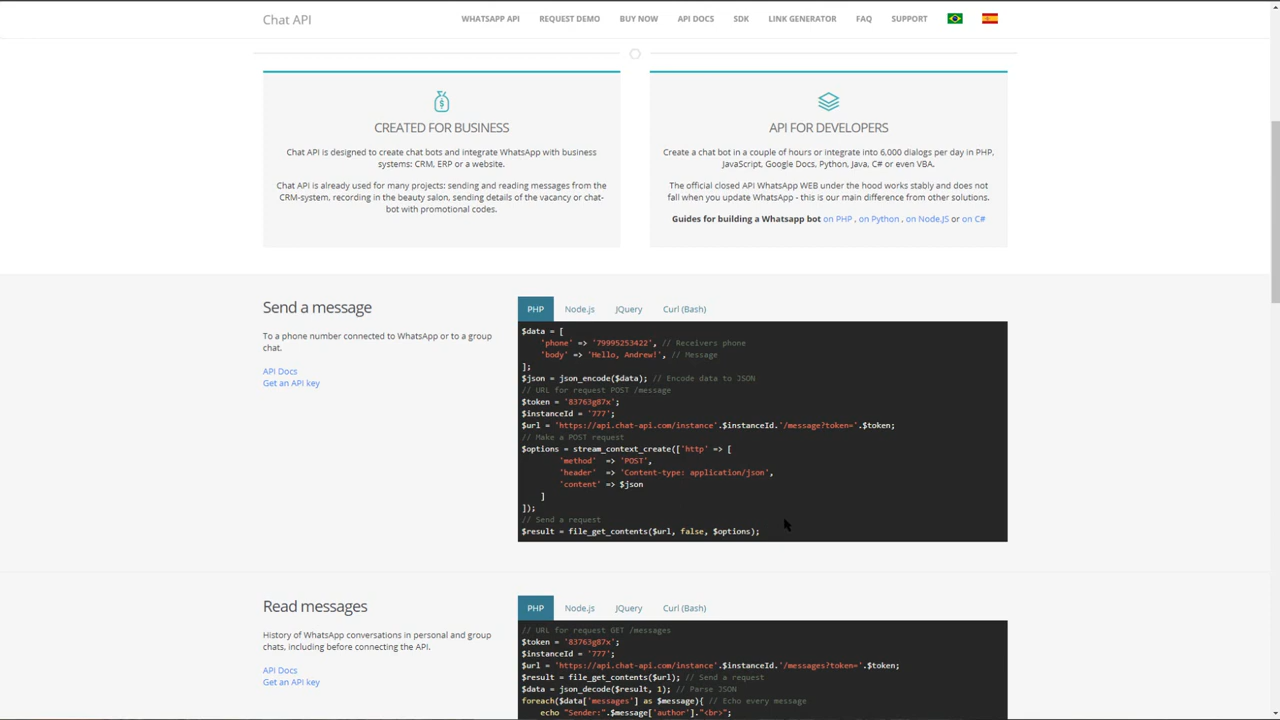 Chat API
WHATSAPP API REQUEST DEMO BUY NOW API DOCS SDK LINK GENERATOR FAQ SUPPORT
CREATED FOR BUSINESS
Chat API is designed to create chat bots and integrate WhatsApp with business
systems: CRM, ERP or a website.
Chat API is already used for many projects: sending and reading messages from the
CRM-system, recording in the beauty salon, sending details of the vacancy or chat-
bot with promotional codes.
API FOR DEVELOPERS
Create a chat bot in a couple of hours or integrate into 6,000 dialogs per day in PHP,
JavaScript, Google Docs, Python, Java, C# or even VBA.
The official closed API WhatsApp WEB under the hood works stably and does not
fall when you update WhatsApp - this is our main difference from other solutions.
Guides for building a Whatsapp bot on PHP , on Python , on Node.JS or on C#
Send a message
To a phone number connected to WhatsApp or to a group
chat.
API Docs
Get an API key
PHP Node.js JQuery Curl (Bash)
$data = [
'phone' => '79995253422', // Receivers phone
'body' => 'Hello, Andrew!', // Message
];
$json = json_encode($data); // Encode data to JSON
// URL for request POST /message
$token = '83763g87x';
$instanceId = '777';
$url = 'https://api.chat-api.com/instance'.$instanceId.'/message?token='.$token;
// Make a POST request
$options = stream_context_create(['http' => [
'method' => 'POST',
'header' => 'Content-type: application/json',
'content' => $json
]
]);
// Send a request
$result = file_get_contents($url, false, $options);
Read messages
History of WhatsApp conversations in personal and group
chats, including before connecting the API.
API Docs
Get an API key
PHP Node.js JQuery Curl (Bash)
// URL for request GET /messages
$token = '83763g87x';
$instanceId = '777';
$url = 'https://api.chat-api.com/instance'.$instanceId.'/messages?token='.$token;
$result = file_get_contents($url); // Send a request
$data = json_decode($result, 1); // Parse JSON
foreach($data['messages'] as $message){ // Echo every message
echo "Sender:".$message['author']."<br>";